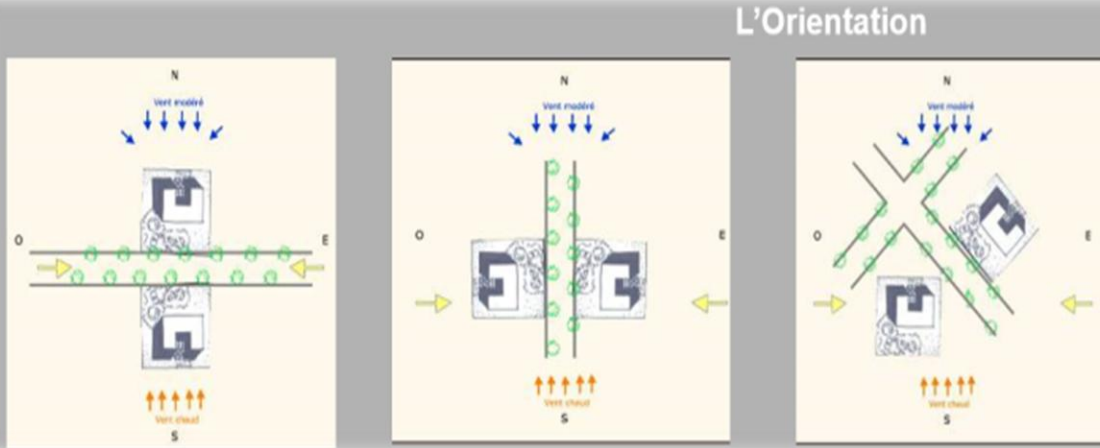 L'Orientation
N
Vent modéré
O
E
Vent chaud
S
N
Vent modéré
O
E
Vent chaud
S
N
Vent modéré
O
E
Vent chaud
S